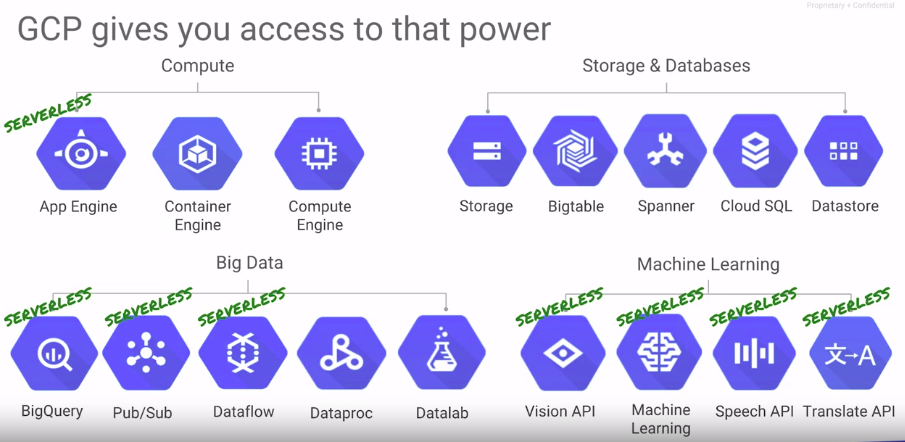 Proprietary + Confidential
GCP gives you access to that power
Compute
Storage & Databases
SERVERLESS
App Engine
Container
Engine
Compute
Engine
Storage
Bigtable
Spanner
Cloud SQL
Datastore
Big Data
Machine Learning
SERVERLESS
SERVERLESS
SERVERLESS
SERVERLESS
SERVERLESS
SERVERLESS
SERVERLESS
文→A
BigQuery
Pub/Sub
Dataflow
Dataproc
Datalab
Vision API
Machine
Learning
Speech API
Translate API